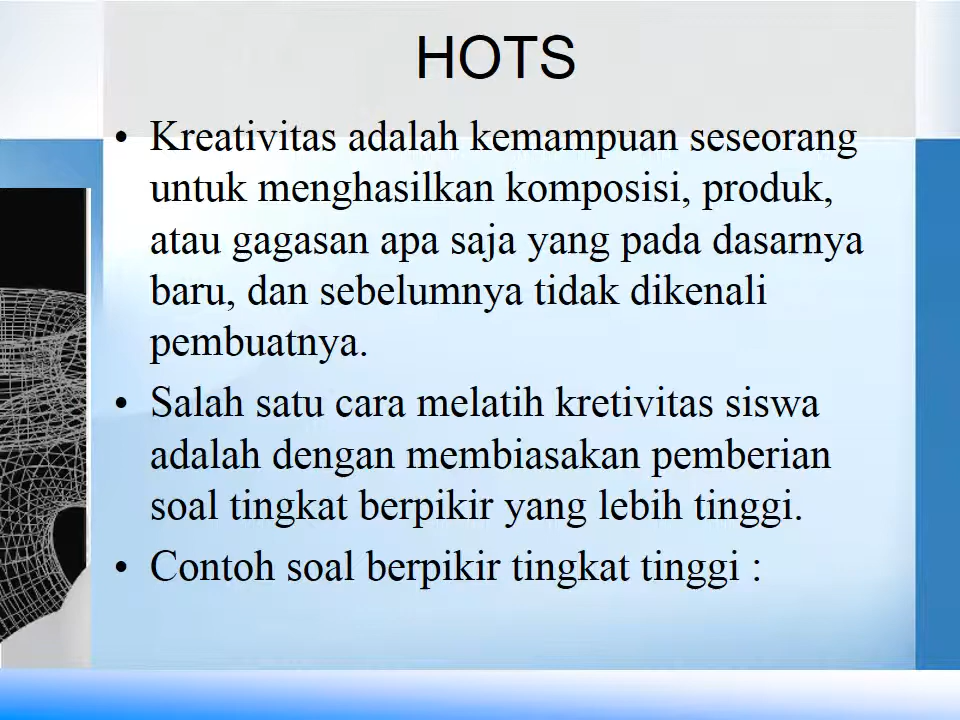 HOTS
• Kreativitas adalah kemampuan seseorang
untuk menghasilkan komposisi, produk,
atau gagasan apa saja yang pada dasarnya
baru, dan sebelumnya tidak dikenali
pembuatnya.
• Salah satu cara melatih kretivitas siswa
adalah dengan membiasakan pemberian
soal tingkat berpikir yang lebih tinggi.
• Contoh soal berpikir tingkat tinggi :